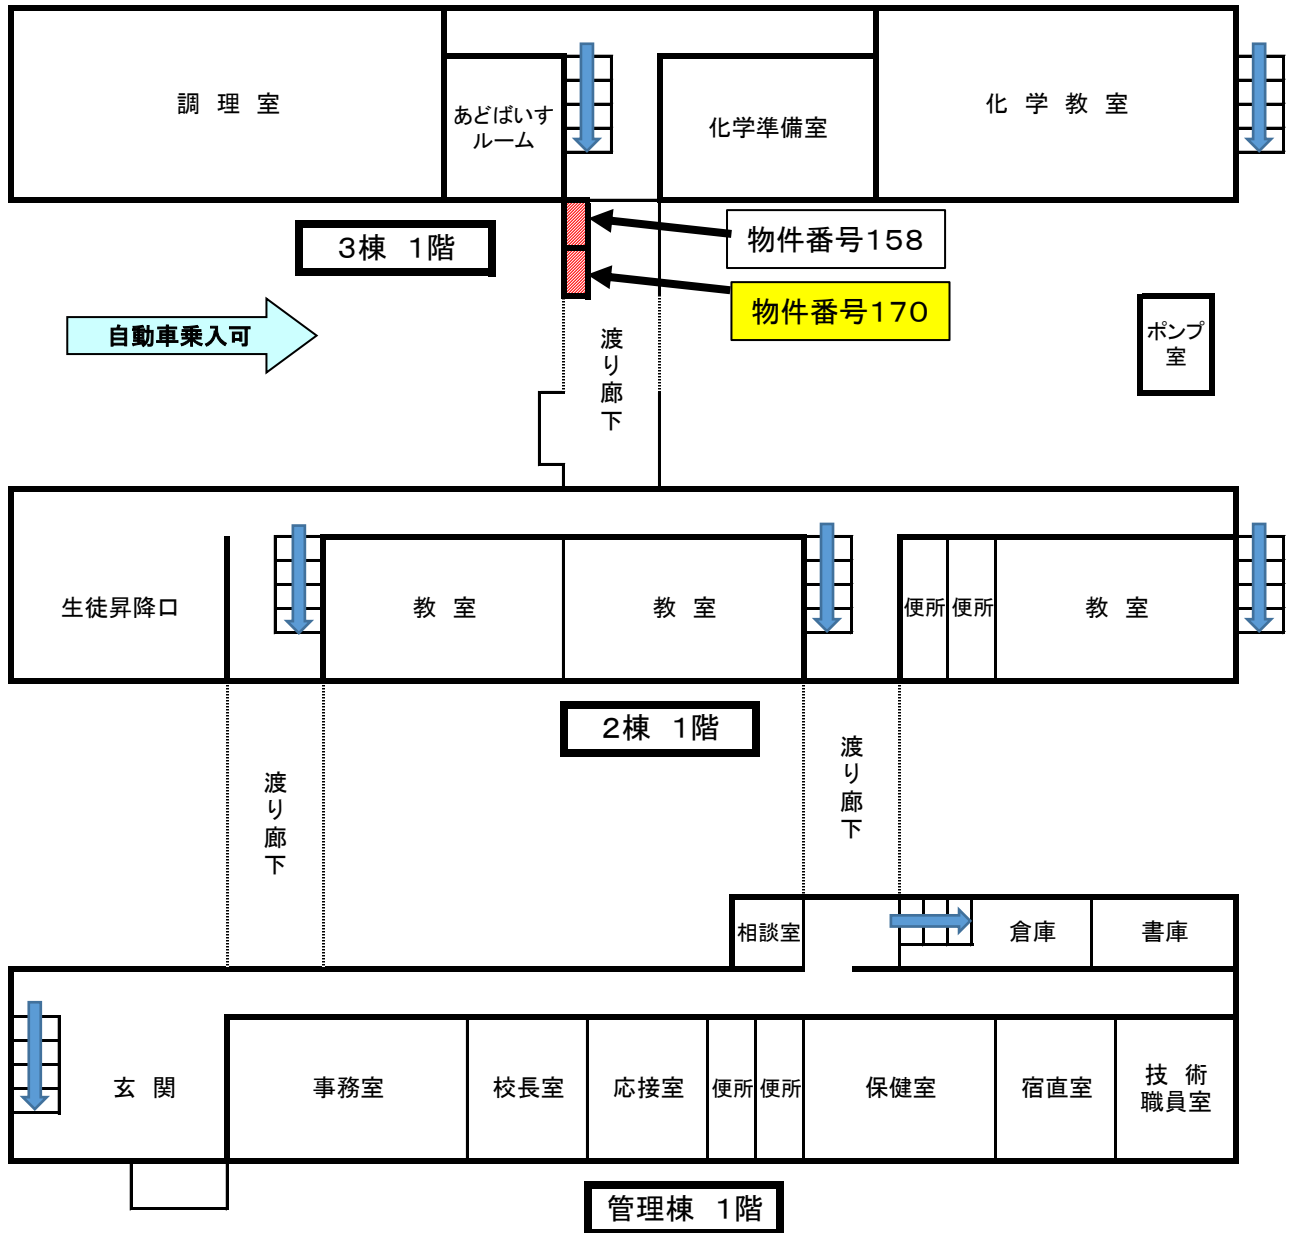 調 理 室
あどばいす
ルーム
化学準備室
化 学 教 室
3棟 1階
物件番号158
物件番号170
自動車乗入可
渡り廊下
ポンプ
室
生徒昇降口
教 室
教 室
便所
便所
教 室
2棟 1階
渡り廊下
渡り廊下
相談室
倉庫
書庫
玄 関
事務室
校長室
応接室
便所
便所
保健室
宿直室
技 術
職員室
管理棟 1階